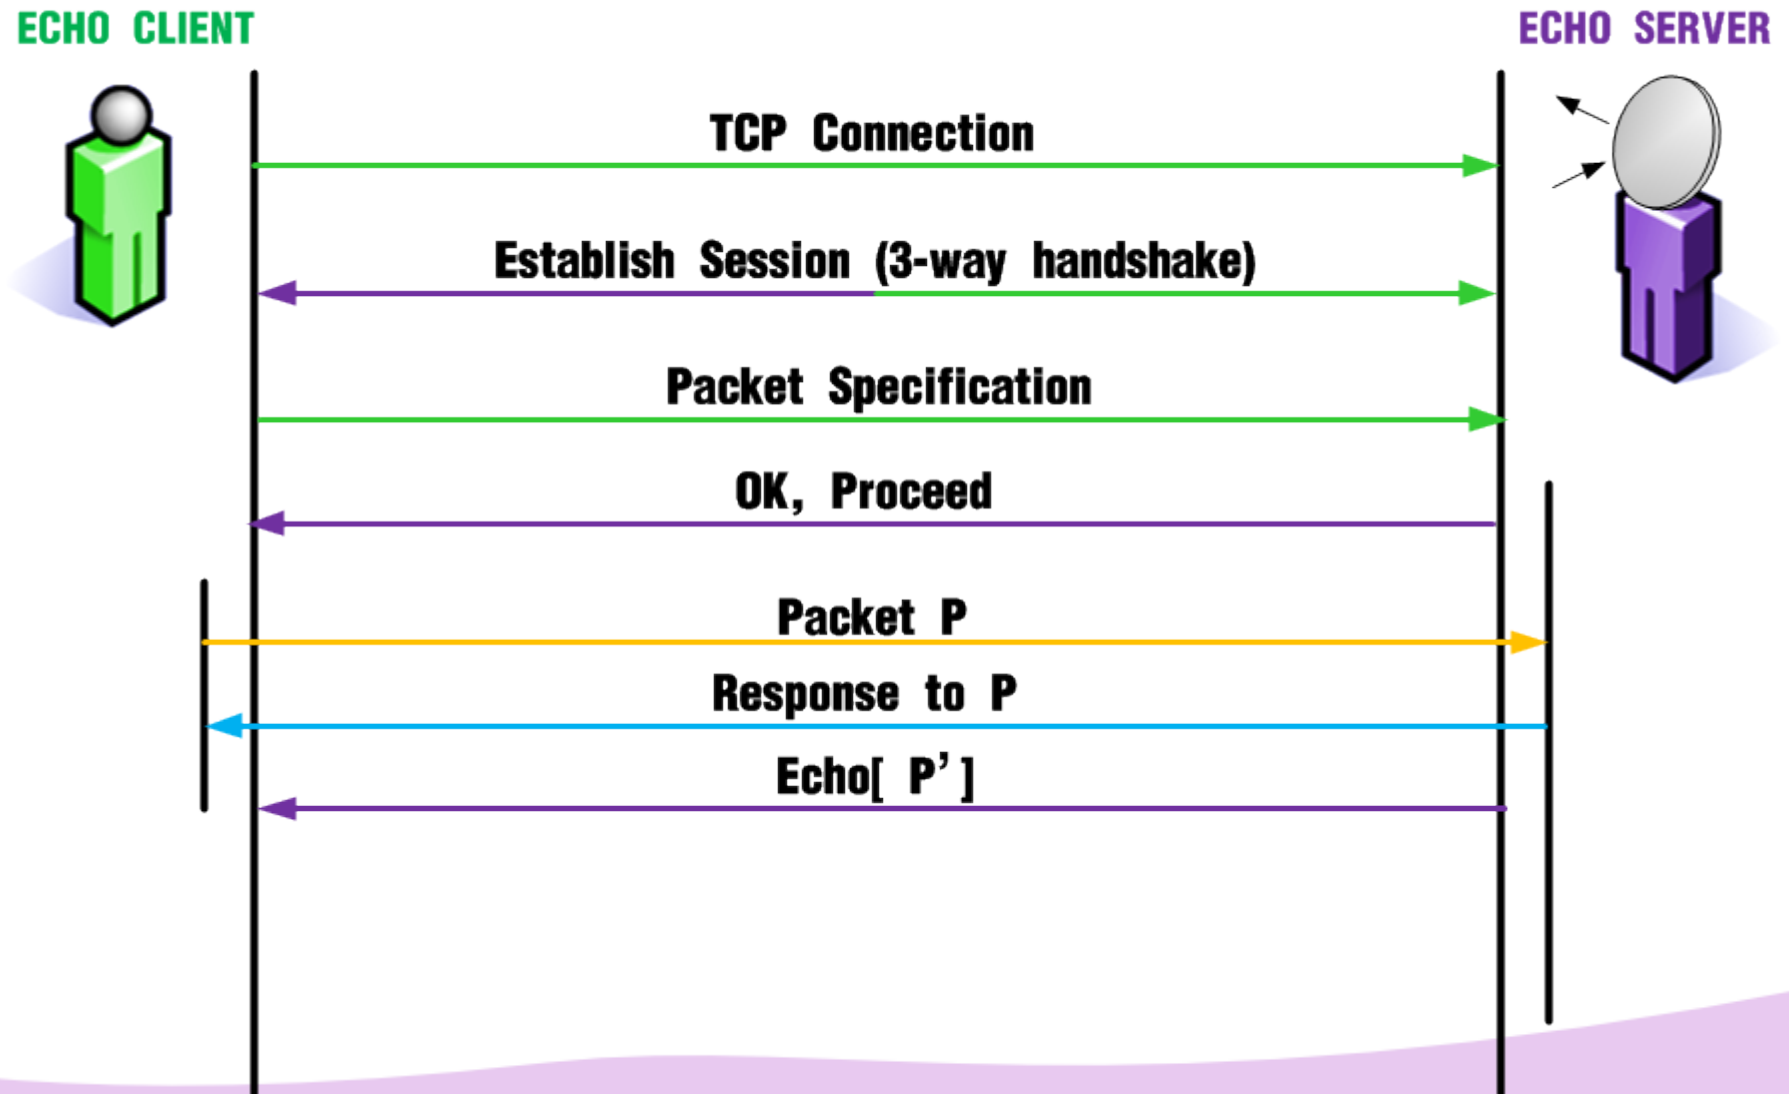 ECHO CLIENT
ECHO SERVER
TCP Connection
Establish Session (3-way handshake)
Packet Specification
OK, Proceed
Packet P
Response to P
Echo[ P’ ]